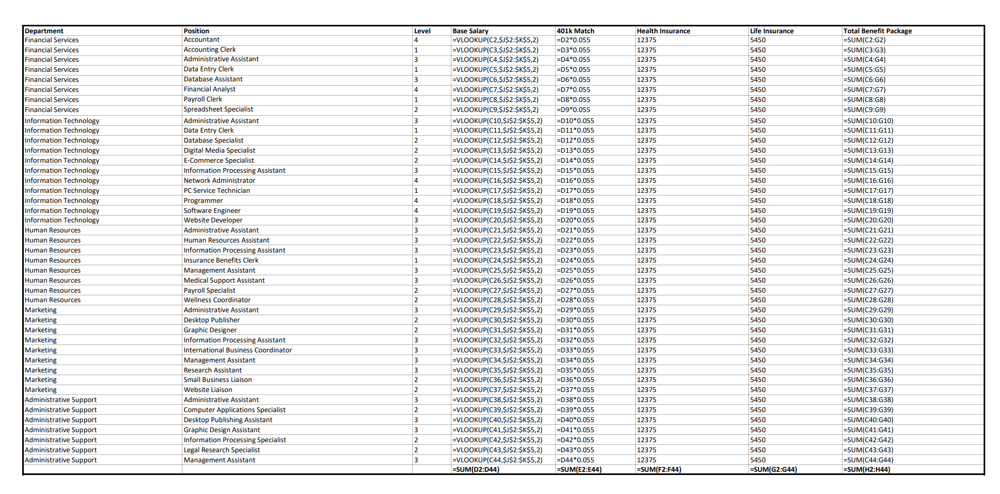 Department Position Level Base Salary 401k Match Health Insurance Life Insurance Total Benefit Package
Financial Services Accountant 4 =VLOOKUP(C2,$J$2:$K$5,2) =D2*0.055 12375 5450 =SUM(C2:G2)
Financial Services Accounting Clerk 1 =VLOOKUP(C3,$J$2:$K$5,2) =D3*0.055 12375 5450 =SUM(C3:G3)
Financial Services Administrative Assistant 3 =VLOOKUP(C4,$J$2:$K$5,2) =D4*0.055 12375 5450 =SUM(C4:G4)
Financial Services Data Entry Clerk 1 =VLOOKUP(C5,$J$2:$K$5,2) =D5*0.055 12375 5450 =SUM(C5:G5)
Financial Services Database Assistant 3 =VLOOKUP(C6,$J$2:$K$5,2) =D6*0.055 12375 5450 =SUM(C6:G6)
Financial Services Financial Analyst 4 =VLOOKUP(C7,$J$2:$K$5,2) =D7*0.055 12375 5450 =SUM(C7:G7)
Financial Services Payroll Clerk 1 =VLOOKUP(C8,$J$2:$K$5,2) =D8*0.055 12375 5450 =SUM(C8:G8)
Financial Services Spreadsheet Specialist 2 =VLOOKUP(C9,$J$2:$K$5,2) =D9*0.055 12375 5450 =SUM(C9:G9)
Information Technology Administrative Assistant 3 =VLOOKUP(C10,$J$2:$K$5,2) =D10*0.055 12375 5450 =SUM(C10:G10)
Information Technology Data Entry Clerk 1 =VLOOKUP(C11,$J$2:$K$5,2) =D11*0.055 12375 5450 =SUM(C11:G11)
Information Technology Database Specialist 2 =VLOOKUP(C12,$J$2:$K$5,2) =D12*0.055 12375 5450 =SUM(C12:G12)
Information Technology Digital Media Specialist 2 =VLOOKUP(C13,$J$2:$K$5,2) =D13*0.055 12375 5450 =SUM(C13:G13)
Information Technology E-Commerce Specialist 2 =VLOOKUP(C14,$J$2:$K$5,2) =D14*0.055 12375 5450 =SUM(C14:G14)
Information Technology Information Processing Assistant 3 =VLOOKUP(C15,$J$2:$K$5,2) =D15*0.055 12375 5450 =SUM(C15:G15)
Information Technology Network Administrator 4 =VLOOKUP(C16,$J$2:$K$5,2) =D16*0.055 12375 5450 =SUM(C16:G16)
Information Technology PC Service Technician 1 =VLOOKUP(C17,$J$2:$K$5,2) =D17*0.055 12375 5450 =SUM(C17:G17)
Information Technology Programmer 4 =VLOOKUP(C18,$J$2:$K$5,2) =D18*0.055 12375 5450 =SUM(C18:G18)
Information Technology Software Engineer 4 =VLOOKUP(C19,$J$2:$K$5,2) =D19*0.055 12375 5450 =SUM(C19:G19)
Information Technology Website Developer 3 =VLOOKUP(C20,$J$2:$K$5,2) =D20*0.055 12375 5450 =SUM(C20:G20)
Human Resources Administrative Assistant 3 =VLOOKUP(C21,$J$2:$K$5,2) =D21*0.055 12375 5450 =SUM(C21:G21)
Human Resources Human Resources Assistant 3 =VLOOKUP(C22,$J$2:$K$5,2) =D22*0.055 12375 5450 =SUM(C22:G22)
Human Resources Information Processing Assistant 3 =VLOOKUP(C23,$J$2:$K$5,2) =D23*0.055 12375 5450 =SUM(C23:G23)
Human Resources Insurance Benefits Clerk 1 =VLOOKUP(C24,$J$2:$K$5,2) =D24*0.055 12375 5450 =SUM(C24:G24)
Human Resources Management Assistant 3 =VLOOKUP(C25,$J$2:$K$5,2) =D25*0.055 12375 5450 =SUM(C25:G25)
Human Resources Medical Support Assistant 3 =VLOOKUP(C26,$J$2:$K$5,2) =D26*0.055 12375 5450 =SUM(C26:G26)
Human Resources Payroll Specialist 2 =VLOOKUP(C27,$J$2:$K$5,2) =D27*0.055 12375 5450 =SUM(C27:G27)
Human Resources Wellness Coordinator 2 =VLOOKUP(C28,$J$2:$K$5,2) =D28*0.055 12375 5450 =SUM(C28:G28)
Marketing Administrative Assistant 3 =VLOOKUP(C29,$J$2:$K$5,2) =D29*0.055 12375 5450 =SUM(C29:G29)
Marketing Desktop Publisher 2 =VLOOKUP(C30,$J$2:$K$5,2) =D30*0.055 12375 5450 =SUM(C30:G30)
Marketing Graphic Designer 2 =VLOOKUP(C31,$J$2:$K$5,2) =D31*0.055 12375 5450 =SUM(C31:G31)
Marketing Information Processing Assistant 3 =VLOOKUP(C32,$J$2:$K$5,2) =D32*0.055 12375 5450 =SUM(C32:G32)
Marketing International Business Coordinator 3 =VLOOKUP(C33,$J$2:$K$5,2) =D33*0.055 12375 5450 =SUM(C33:G33)
Marketing Management Assistant 3 =VLOOKUP(C34,$J$2:$K$5,2) =D34*0.055 12375 5450 =SUM(C34:G34)
Marketing Research Assistant 3 =VLOOKUP(C35,$J$2:$K$5,2) =D35*0.055 12375 5450 =SUM(C35:G35)
Marketing Small Business Liaison 2 =VLOOKUP(C36,$J$2:$K$5,2) =D36*0.055 12375 5450 =SUM(C36:G36)
Marketing Website Liaison 2 =VLOOKUP(C37,$J$2:$K$5,2) =D37*0.055 12375 5450 =SUM(C37:G37)
Administrative Support Administrative Assistant 3 =VLOOKUP(C38,$J$2:$K$5,2) =D38*0.055 12375 5450 =SUM(C38:G38)
Administrative Support Computer Applications Specialist 2 =VLOOKUP(C39,$J$2:$K$5,2) =D39*0.055 12375 5450 =SUM(C39:G39)
Administrative Support Desktop Publishing Assistant 3 =VLOOKUP(C40,$J$2:$K$5,2) =D40*0.055 12375 5450 =SUM(C40:G40)
Administrative Support Graphic Design Assistant 3 =VLOOKUP(C41,$J$2:$K$5,2) =D41*0.055 12375 5450 =SUM(C41:G41)
Administrative Support Information Processing Specialist 2 =VLOOKUP(C42,$J$2:$K$5,2) =D42*0.055 12375 5450 =SUM(C42:G42)
Administrative Support Legal Research Specialist 2 =VLOOKUP(C43,$J$2:$K$5,2) =D43*0.055 12375 5450 =SUM(C43:G43)
Administrative Support Management Assistant 3 =VLOOKUP(C44,$J$2:$K$5,2) =D44*0.055 12375 5450 =SUM(C44:G44)
=SUM(D2:D44) =SUM(E2:E44) =SUM(F2:F44) =SUM(G2:G44) =SUM(H2:H44)